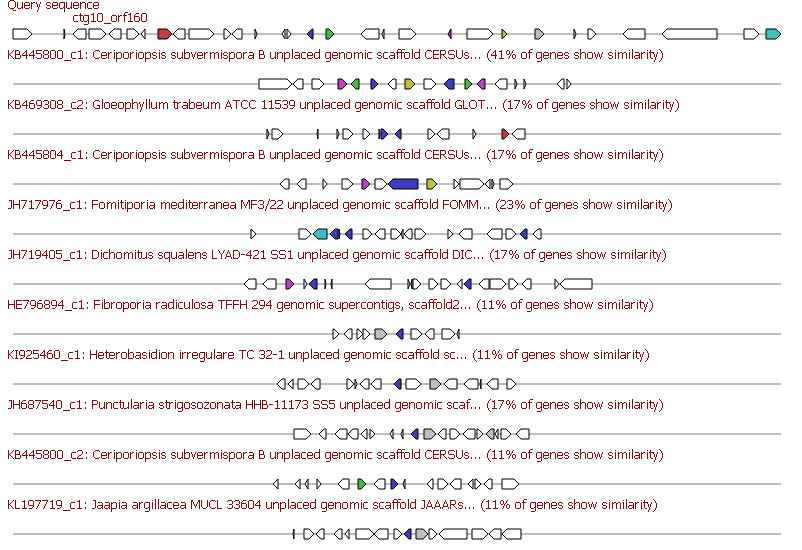 Query sequence
ctg10_orf160
KB445800_c1: Ceriporiopsis subvermispora B unplaced genomic scaffold CERSUs... (41% of genes show similarity)
KB469308_c2: Gloeophyllum trabeum ATCC 11539 unplaced genomic scaffold GLOT... (17% of genes show similarity)
KB445804_c1: Ceriporiopsis subvermispora B unplaced genomic scaffold CERSUs... (17% of genes show similarity)
JH717976_c1: Fomitiporia mediterranea MF3/22 unplaced genomic scaffold FOMM... (23% of genes show similarity)
JH719405_c1: Dichomitus squalens LYAD-421 SS1 unplaced genomic scaffold DIC... (17% of genes show similarity)
HE796894_c1: Fibroporia radiculosa TFFH 294 genomic supercontigs, scaffold2... (11% of genes show similarity)
KI925460_c1: Heterobasidion irregulare TC 32-1 unplaced genomic scaffold sc... (11% of genes show similarity)
JH687540_c1: Punctularia strigosozonata HHB-11173 SS5 unplaced genomic scaf... (17% of genes show similarity)
KB445800_c2: Ceriporiopsis subvermispora B unplaced genomic scaffold CERSUs... (11% of genes show similarity)
KL197719_c1: Jaapia argillacea MUCL 33604 unplaced genomic scaffold JAAARs... (11% of genes show similarity)